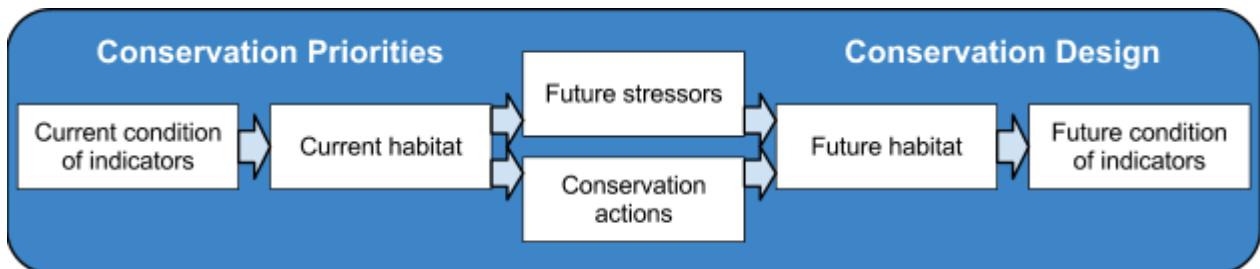 Conservation Priorities
Conservation Design
Current condition
of indicators
Current habitat
Future stressors
Conservation
actions
Future habitat
Future condition
of indicators